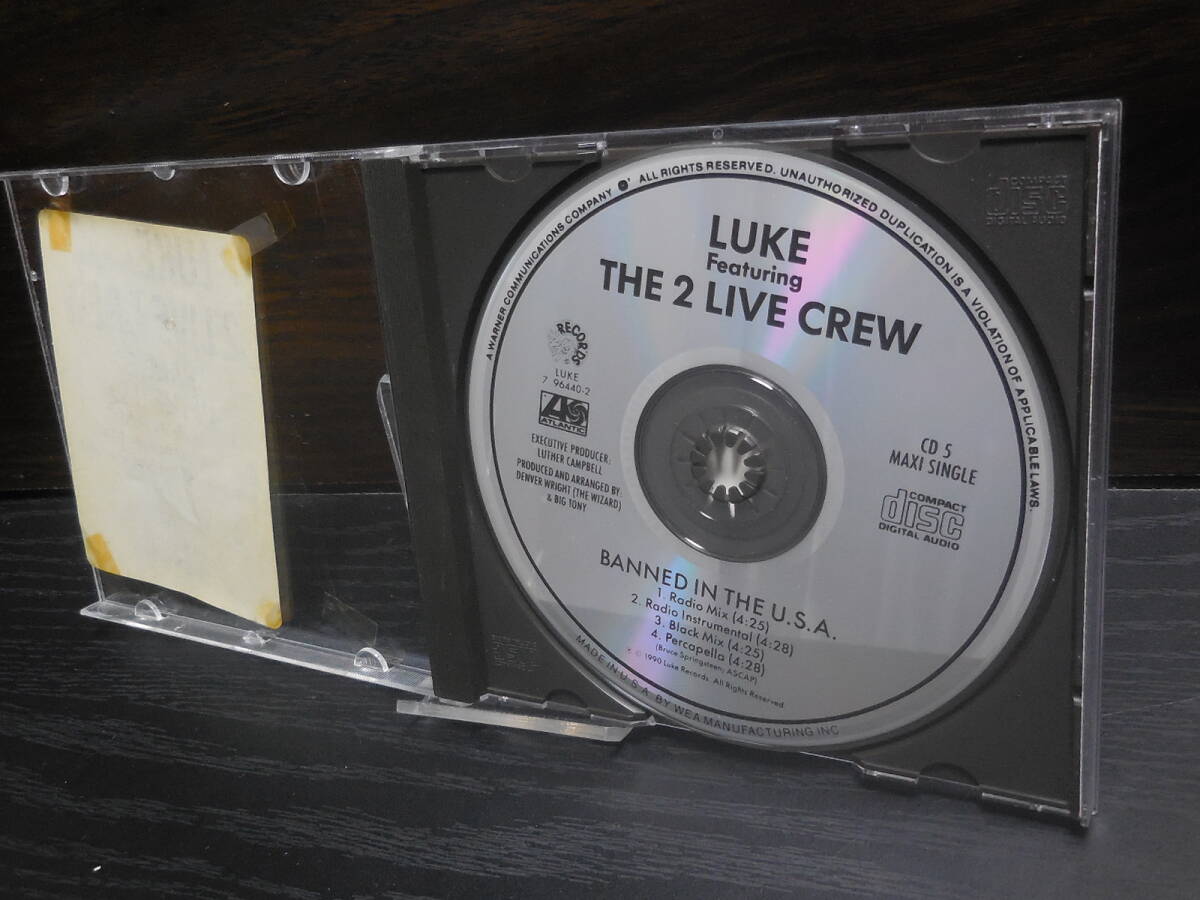 A WARNER COMMUNICATIONS COMPANY ALL RIGHTS RESERVED. UNAUTHORIZED DUPLICATION IS A VIOLATION OF APPLICABLE LAWS.
LUKE
Featuring
THE 2 LIVE CREW
RECORDS
LUKE
7 96440-2
ATLANTIC
EXECUTIVE PRODUCER:
LUTHER CAMPBELL
PRODUCED AND ARRANGED BY:
DENVER WRIGHT (THE WIZARD)
& BIG TONY
CD 5
MAXI SINGLE
COMPACT
disc
DIGITAL AUDIO
BANNED IN THE U.S.A.
1. Radio Mix (4:25)
2. Radio Instrumental (4:28)
3. Black Mix (4:25)
4. Percapella (4:28)
(Bruce Springsteen; ASCAP)
℗ © 1990 Luke Records. All Rights Reserved
MADE IN U.S.A. BY WEA MANUFACTURING INC
COMPACT
disc
DIGITAL AUDIO